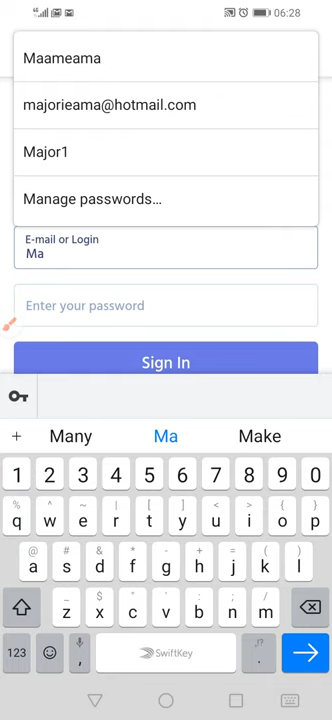 06:28
Maameama
majorieama@hotmail.com
Major1
Manage passwords...
E-mail or Login
Ma
Enter your password
Sign In
+ Many Ma Make
1 2 3 4 5 6 7 8 9 0
% ^ ~ | [ ] < > { }
q w e r t y u i o p
@ # & * - + = ( )
a s d f g h j k l
_ $ " ' : ; /
z x c v b n m
123 , SwiftKey ,!? .